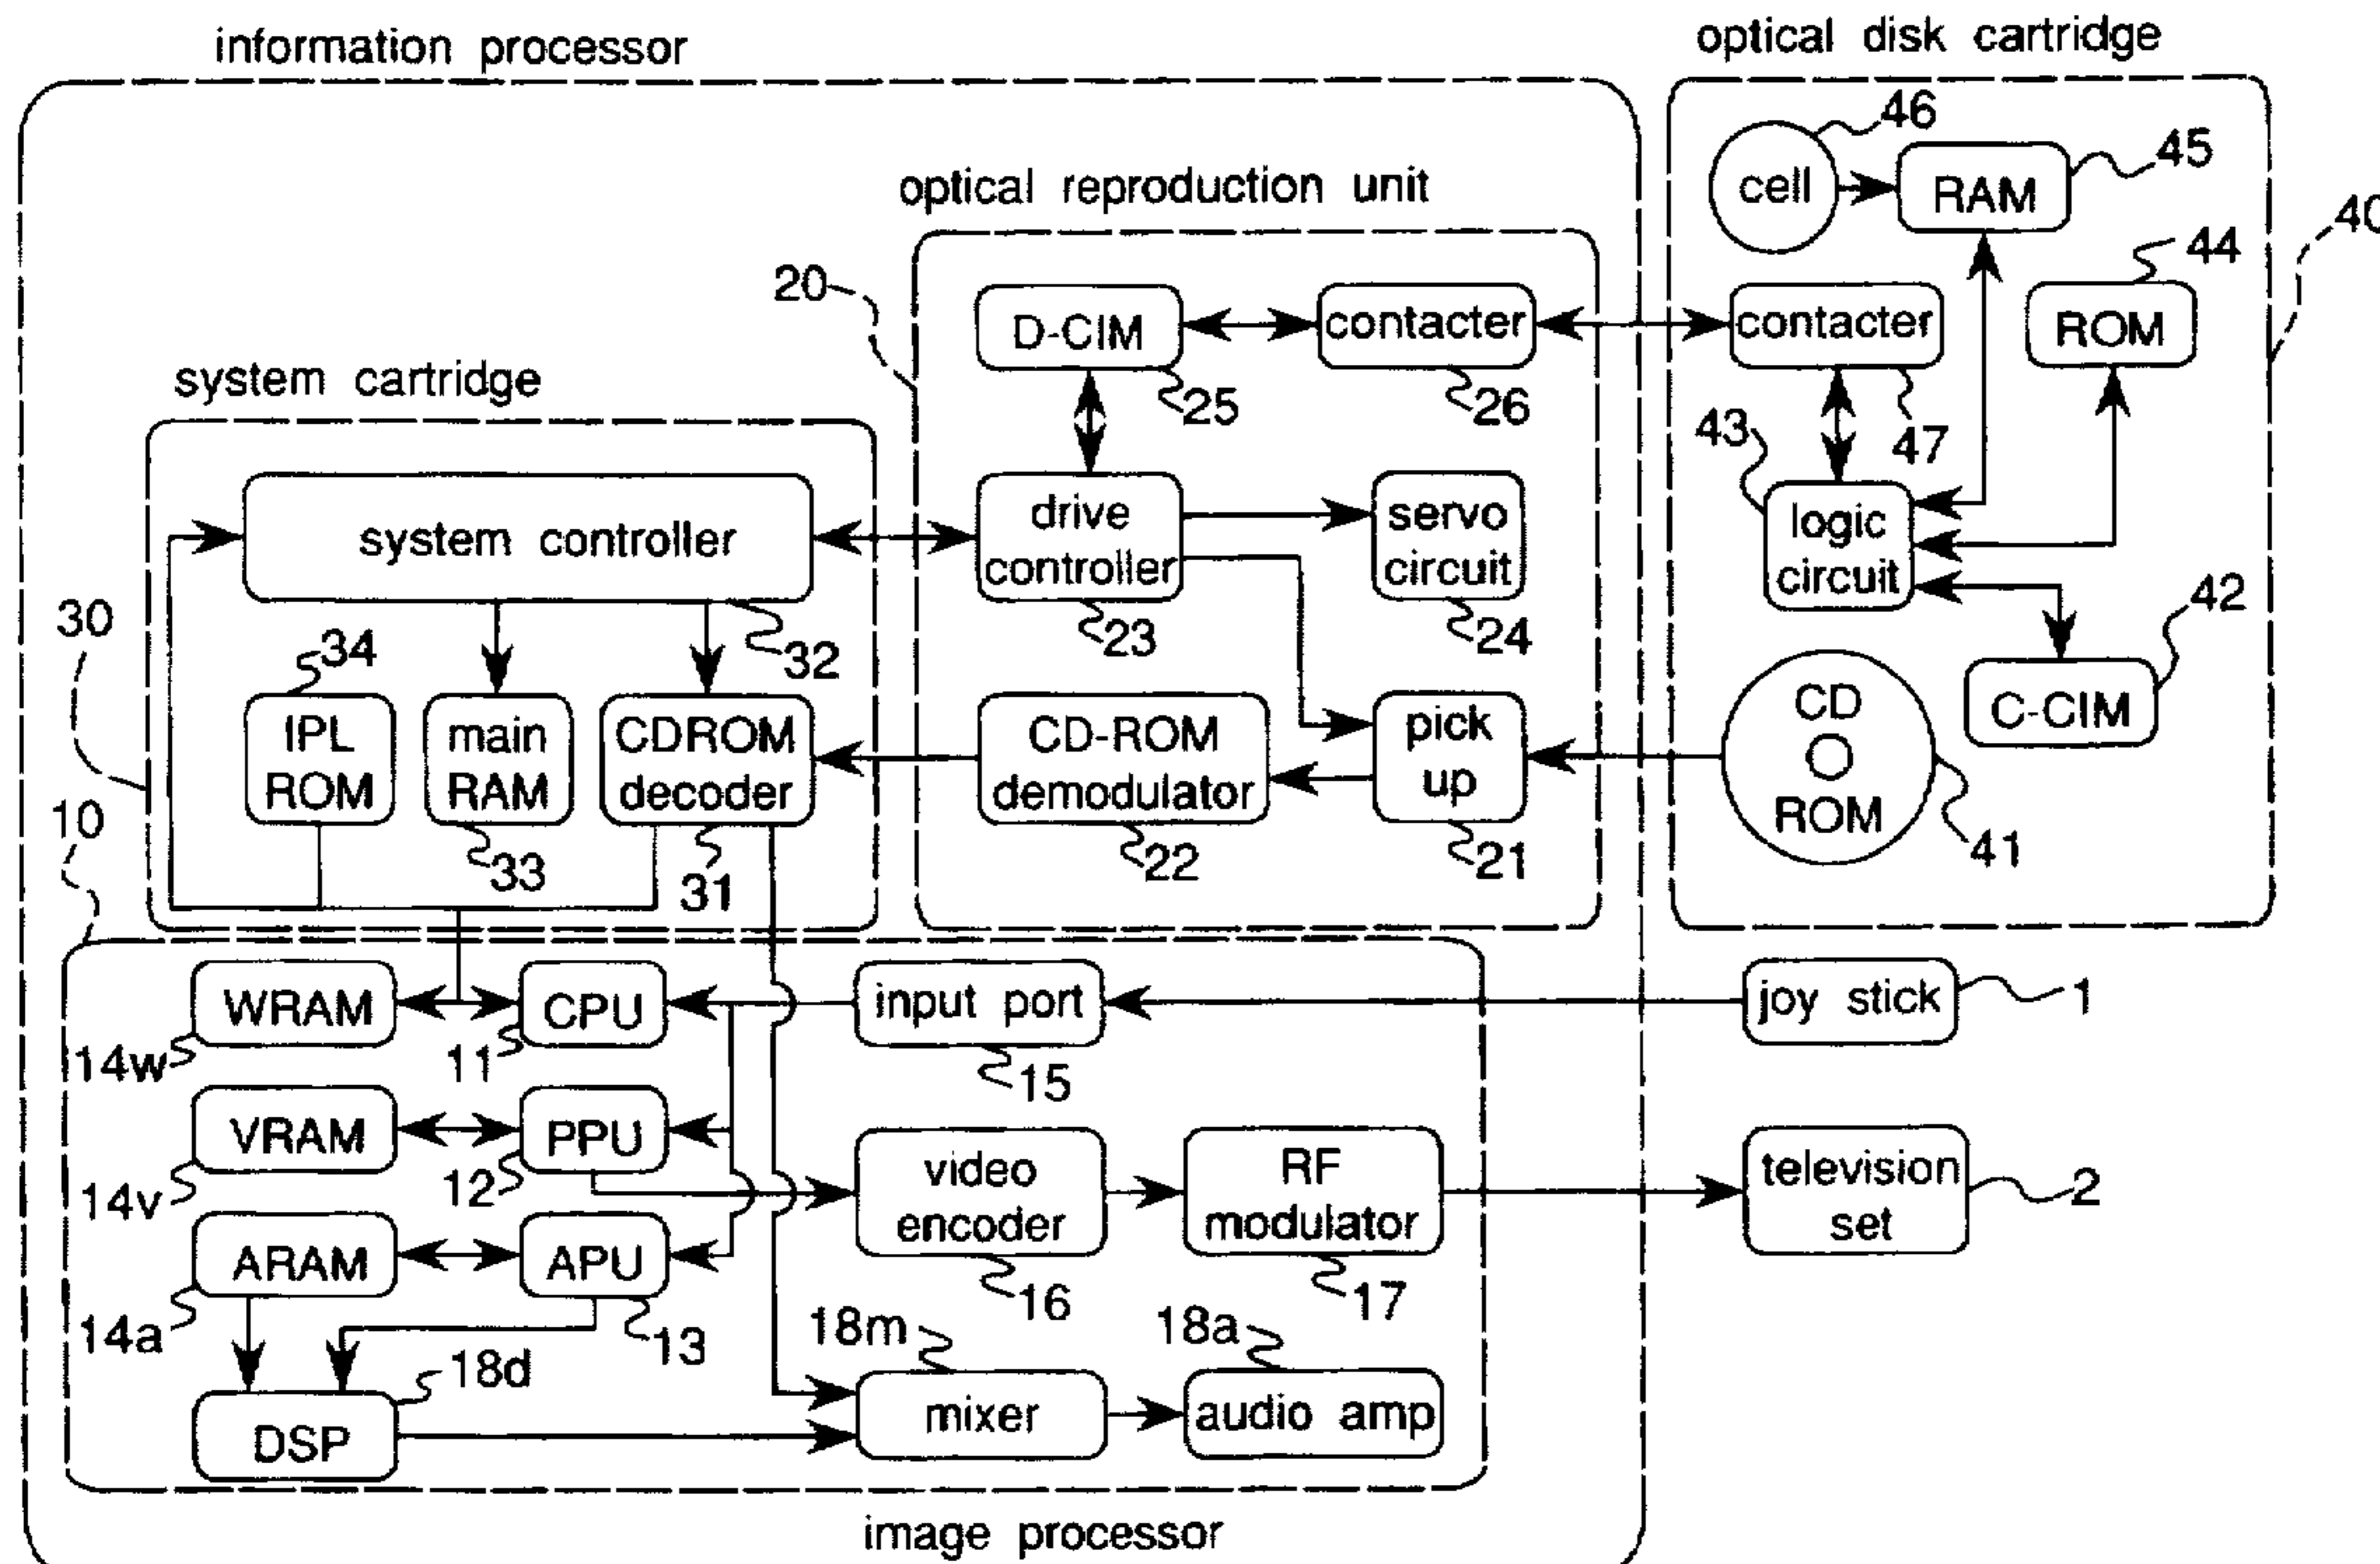 information processor
optical disk cartridge
46
cell
RAM
45
40
optical reproduction unit
44
ROM
20
D-CIM
25
contacter
26
contacter
47
43
logic
circuit
42
C-CIM
system cartridge
system controller
32
drive
controller
23
servo
circuit
24
30
34
IPL
ROM
main
RAM
33
CDROM
decoder
31
CD-ROM
demodulator
22
pick
up
21
CD
ROM
41
10
WRAM
14w
CPU
11
input port
15
joy stick
1
VRAM
14v
PPU
12
video
encoder
16
RF
modulator
17
television
set
2
ARAM
14a
APU
13
18m
18a
18d
DSP
mixer
audio amp
image processor